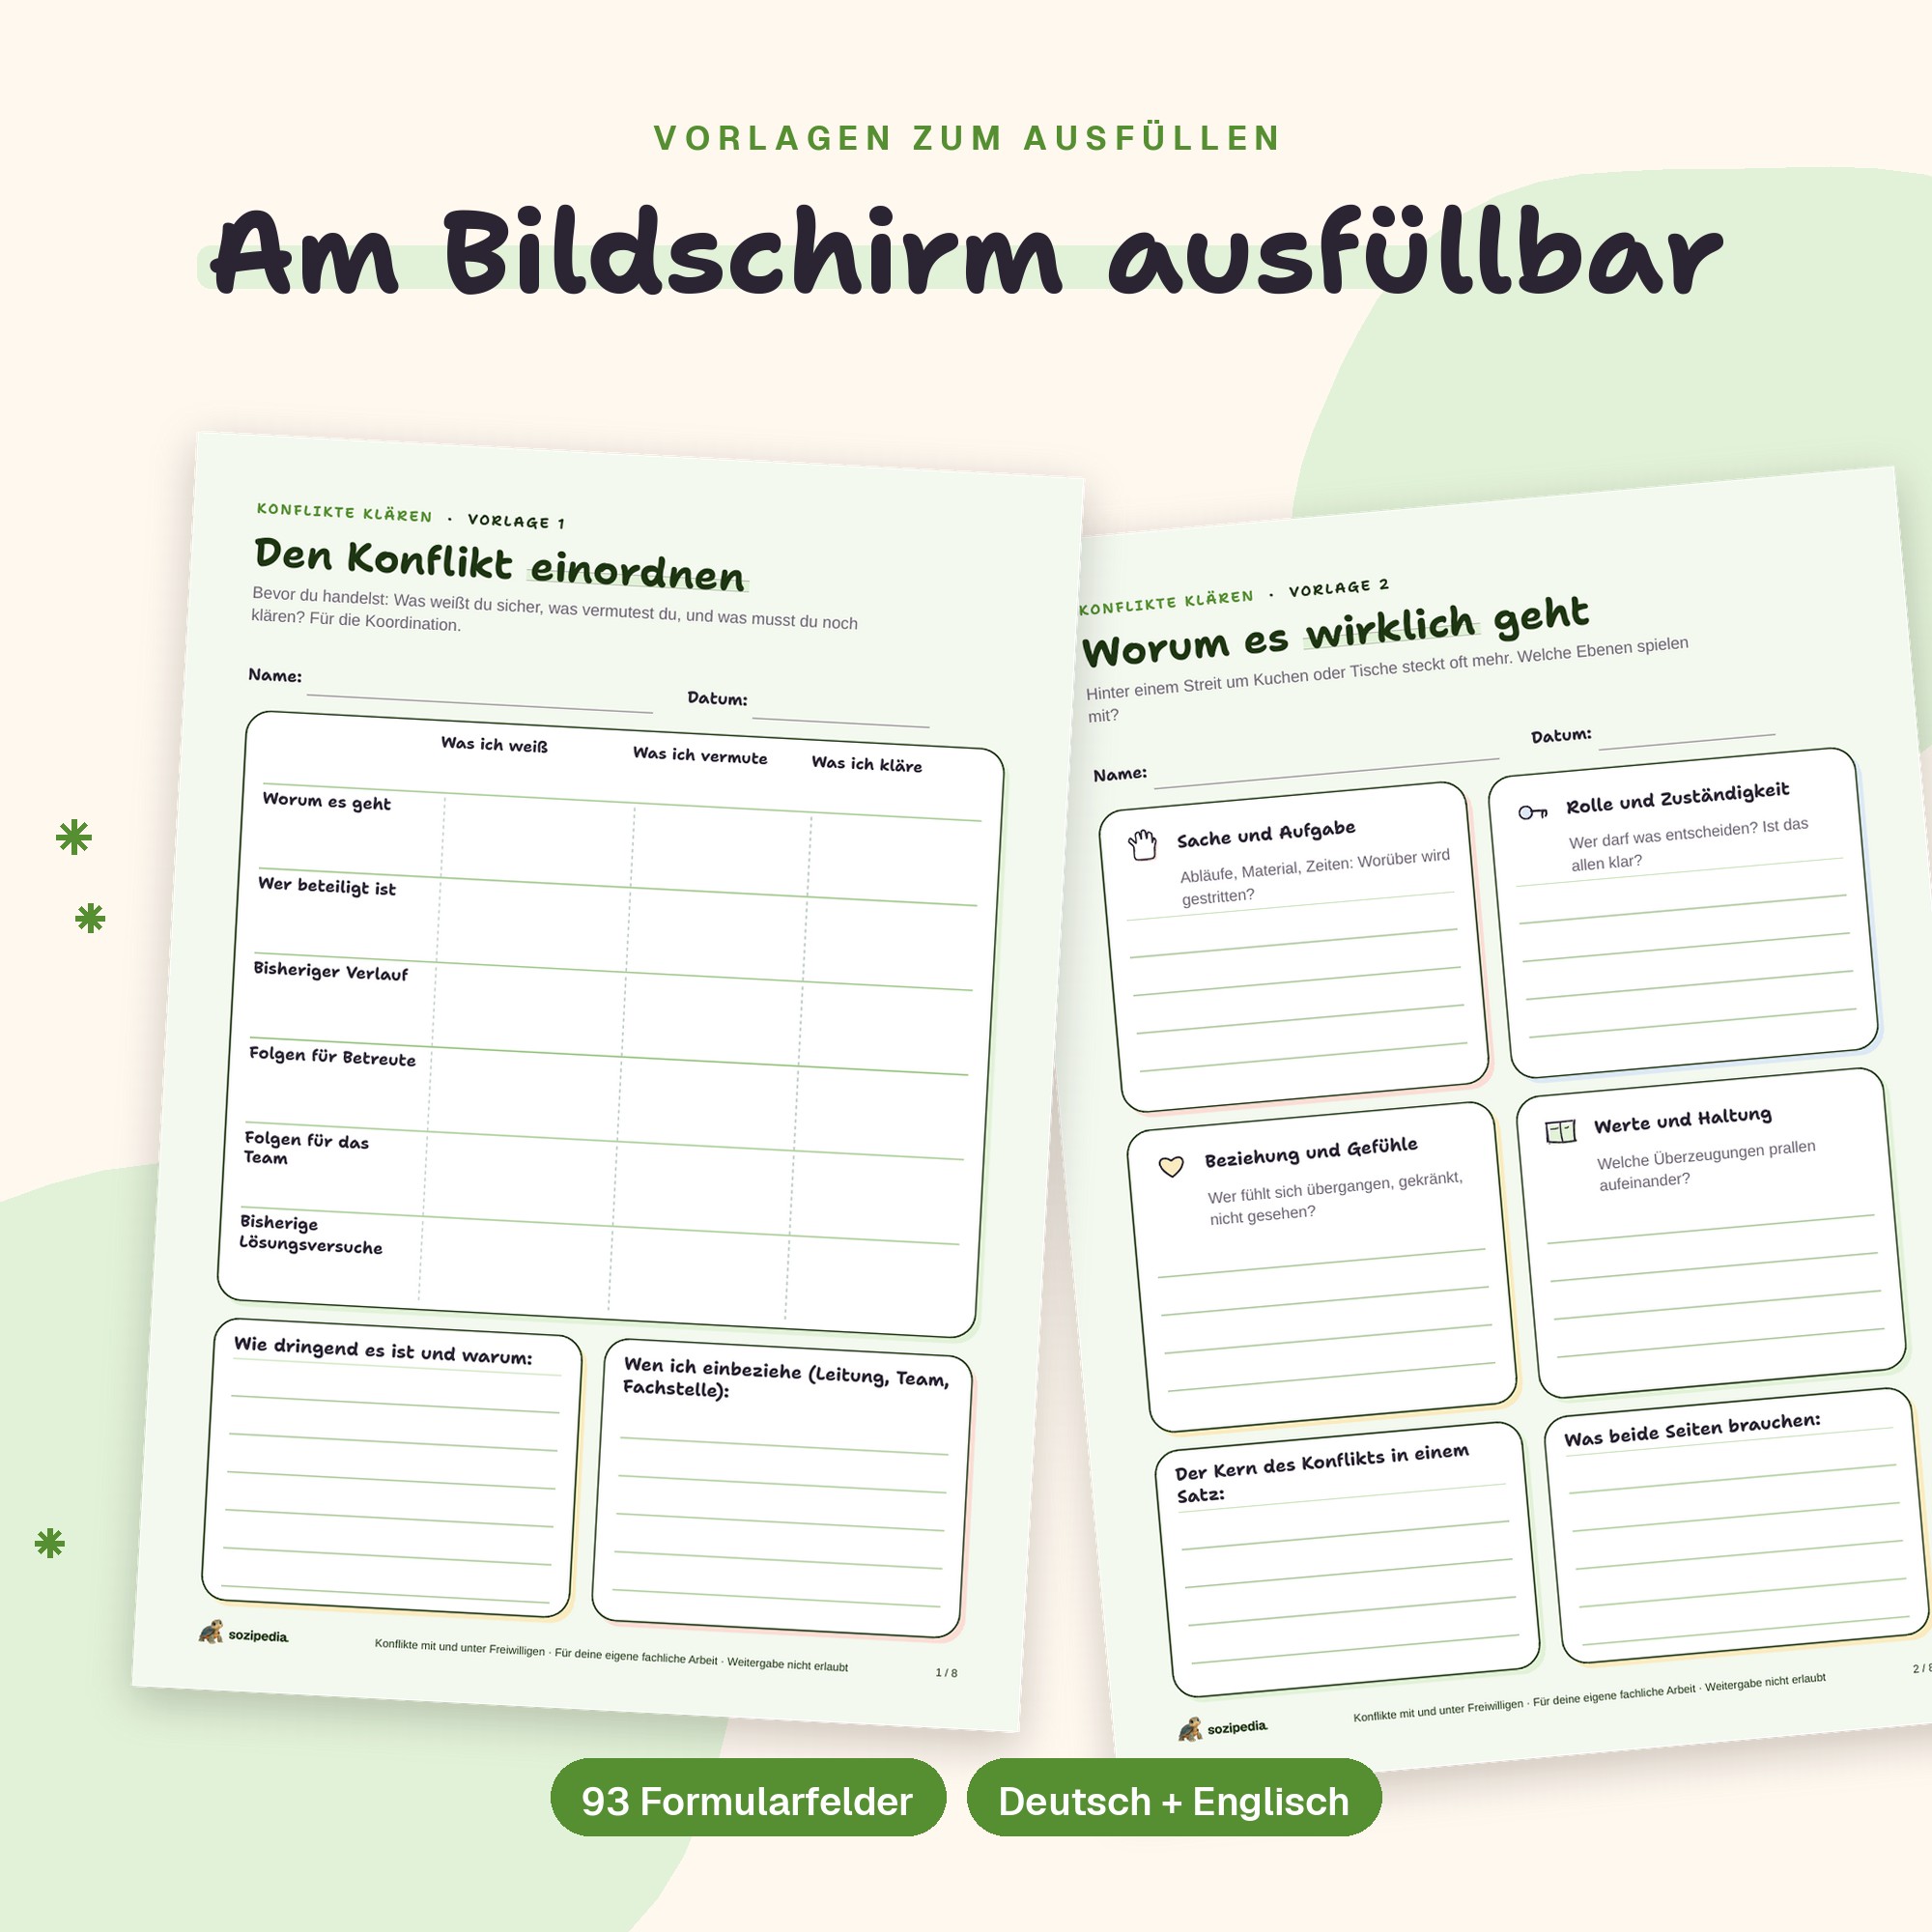 VORLAGEN ZUM AUSFÜLLEN
Am Bildschirm ausfüllbar
KONFLIKTE KLÄREN · VORLAGE 1
Den Konflikt einordnen
Bevor du handelst: Was weißt du sicher, was vermutest du, und was musst du noch
klären? Für die Koordination.
Name:
Datum:
Was ich weiß
Was ich vermute
Was ich kläre
Worum es geht
Wer beteiligt ist
Bisheriger Verlauf
Folgen für Betreute
Folgen für das
Team
Bisherige
Lösungsversuche
Wie dringend es ist und warum:
Wen ich einbeziehe (Leitung, Team,
Fachstelle):
sozipedia.
Konflikte mit und unter Freiwilligen · Für deine eigene fachliche Arbeit · Weitergabe nicht erlaubt
1 / 8
KONFLIKTE KLÄREN · VORLAGE 2
Worum es wirklich geht
Hinter einem Streit um Kuchen oder Tische steckt oft mehr. Welche Ebenen spielen
mit?
Name:
Datum:
Sache und Aufgabe
Abläufe, Material, Zeiten: Worüber wird
gestritten?
Rolle und Zuständigkeit
Wer darf was entscheiden? Ist das
allen klar?
Beziehung und Gefühle
Wer fühlt sich übergangen, gekränkt,
nicht gesehen?
Werte und Haltung
Welche Überzeugungen prallen
aufeinander?
Der Kern des Konflikts in einem
Satz:
Was beide Seiten brauchen:
sozipedia.
Konflikte mit und unter Freiwilligen · Für deine eigene fachliche Arbeit · Weitergabe nicht erlaubt
2 / 8
93 Formularfelder
Deutsch + Englisch